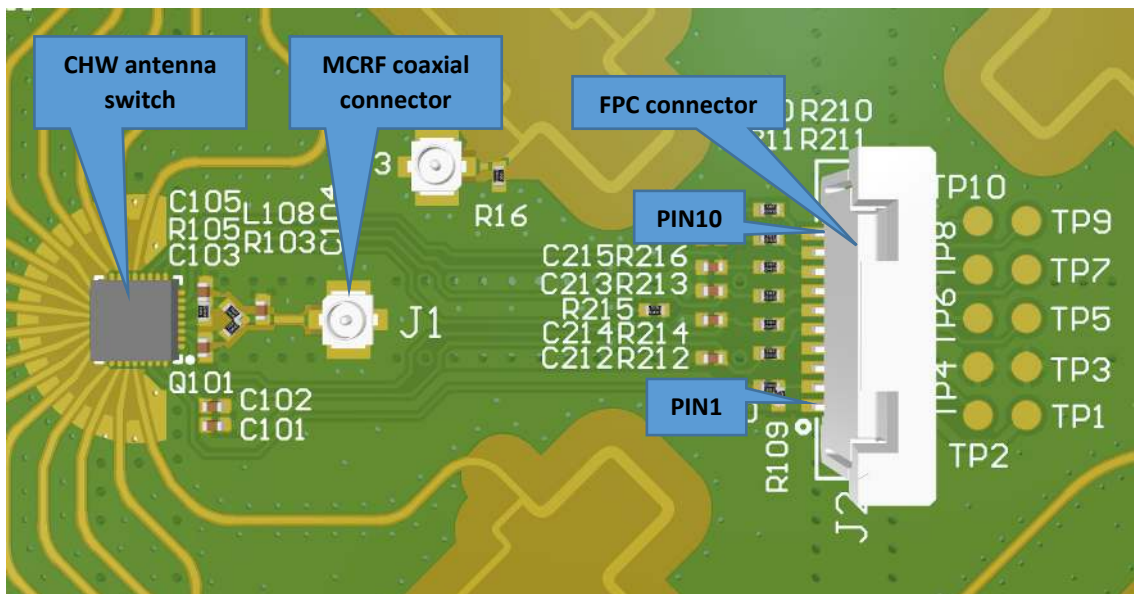 CHW antenna
switch
MCRF coaxial
connector
FPC connector
R210
R211
3
R16
C105
R105
C103
L108
R103
C104
PIN10
TP10
TP9
TP8
TP7
C215R216
C213R213
R215
C214R214
C212R212
J1
TP6
TP5
Q101
C102
C101
TP4
TP3
PIN1
TP1
TP2
R109
J2